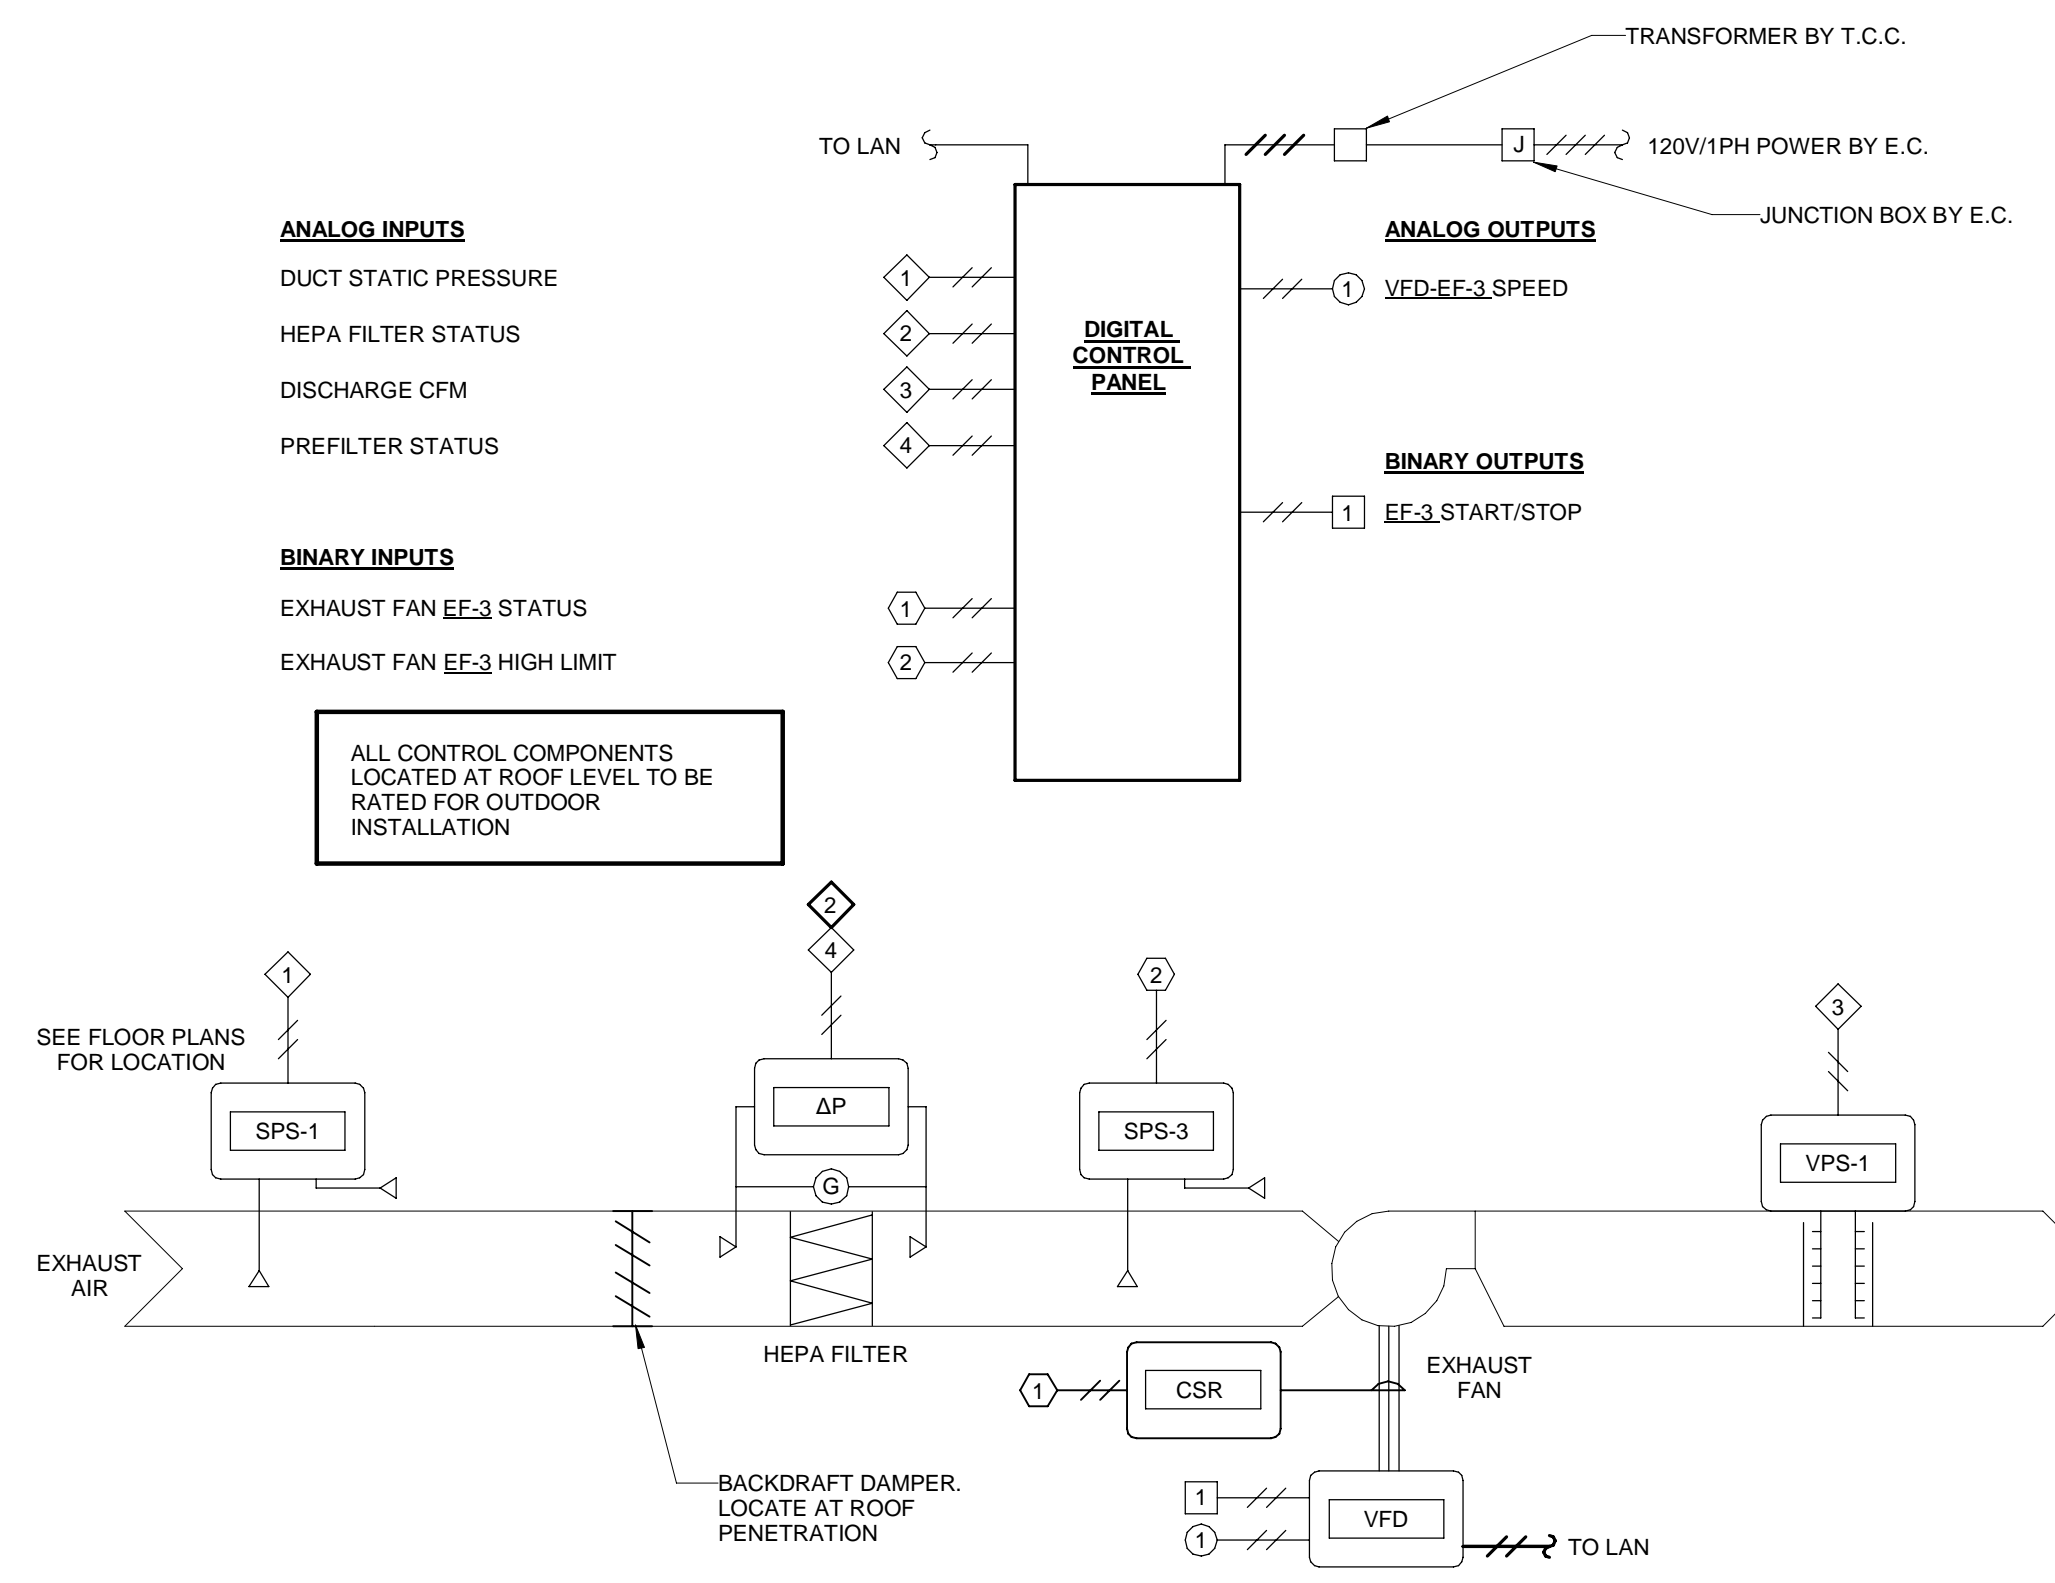 TRANSFORMER BY T.C.C.
TO LAN
J
120V/1PH POWER BY E.C.
JUNCTION BOX BY E.C.
ANALOG INPUTS
DUCT STATIC PRESSURE
1
HEPA FILTER STATUS
2
DISCHARGE CFM
3
PREFILTER STATUS
4
BINARY INPUTS
EXHAUST FAN EF-3 STATUS
1
EXHAUST FAN EF-3 HIGH LIMIT
2
DIGITAL
CONTROL
PANEL
ANALOG OUTPUTS
1
VFD-EF-3 SPEED
BINARY OUTPUTS
1
EF-3 START/STOP
ALL CONTROL COMPONENTS
LOCATED AT ROOF LEVEL TO BE
RATED FOR OUTDOOR
INSTALLATION
1
SEE FLOOR PLANS
FOR LOCATION
SPS-1
2
4
ΔP
G
2
SPS-3
3
VPS-1
EXHAUST
AIR
HEPA FILTER
BACKDRAFT DAMPER.
LOCATE AT ROOF
PENETRATION
1
CSR
EXHAUST
FAN
1
1
VFD
TO LAN